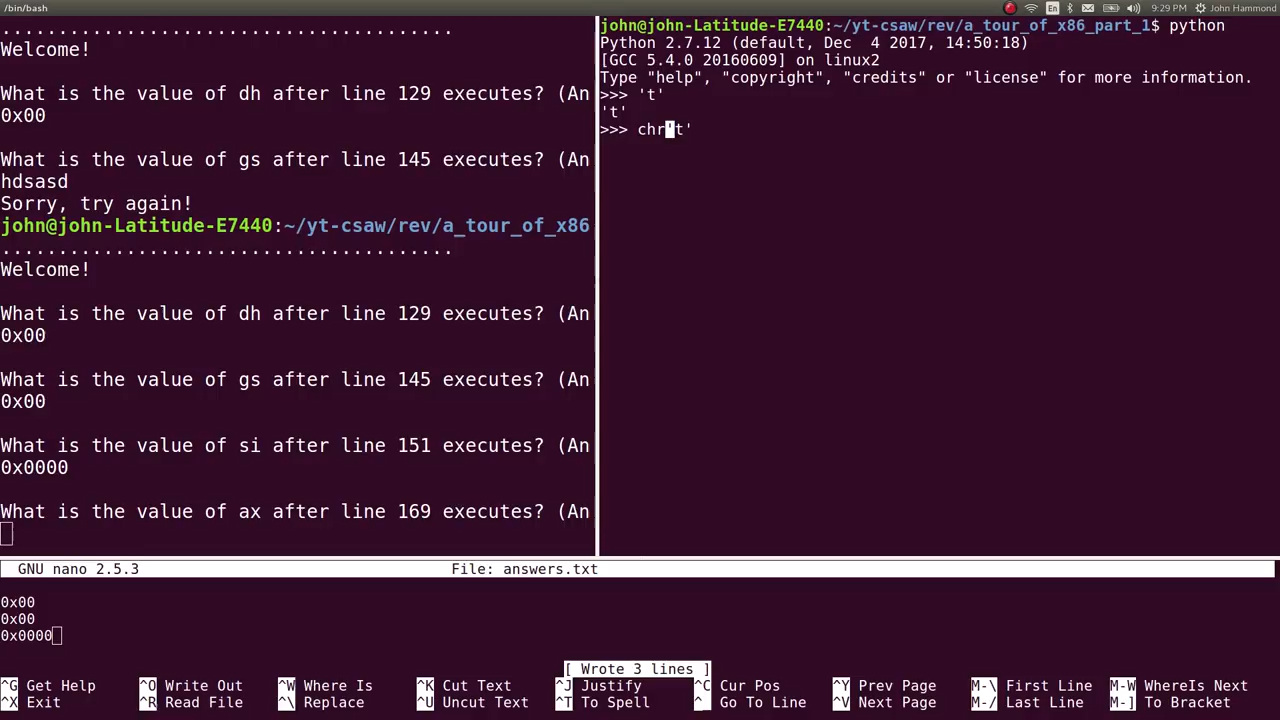 /bin/bash
En
9:29 PM
John Hammond
.......................................
Welcome!
What is the value of dh after line 129 executes? (An
0x00
What is the value of gs after line 145 executes? (An
hdsasd
Sorry, try again!
john@john-Latitude-E7440:~/yt-csaw/rev/a_tour_of_x86
.......................................
Welcome!
What is the value of dh after line 129 executes? (An
0x00
What is the value of gs after line 145 executes? (An
0x00
What is the value of si after line 151 executes? (An
0x0000
What is the value of ax after line 169 executes? (An
john@john-Latitude-E7440:~/yt-csaw/rev/a_tour_of_x86_part_1$ python
Python 2.7.12 (default, Dec  4 2017, 14:50:18)
[GCC 5.4.0 20160609] on linux2
Type "help", "copyright", "credits" or "license" for more information.
>>> 't'
't'
>>> chr't'
GNU nano 2.5.3 File: answers.txt
0x00
0x00
0x0000
[ Wrote 3 lines ]
^G Get Help ^O Write Out ^W Where Is ^K Cut Text ^J Justify ^C Cur Pos ^Y Prev Page M-\ First Line M-W WhereIs Next
^X Exit ^R Read File ^\ Replace ^U Uncut Text ^T To Spell ^_ Go To Line ^V Next Page M-/ Last Line M-] To Bracket